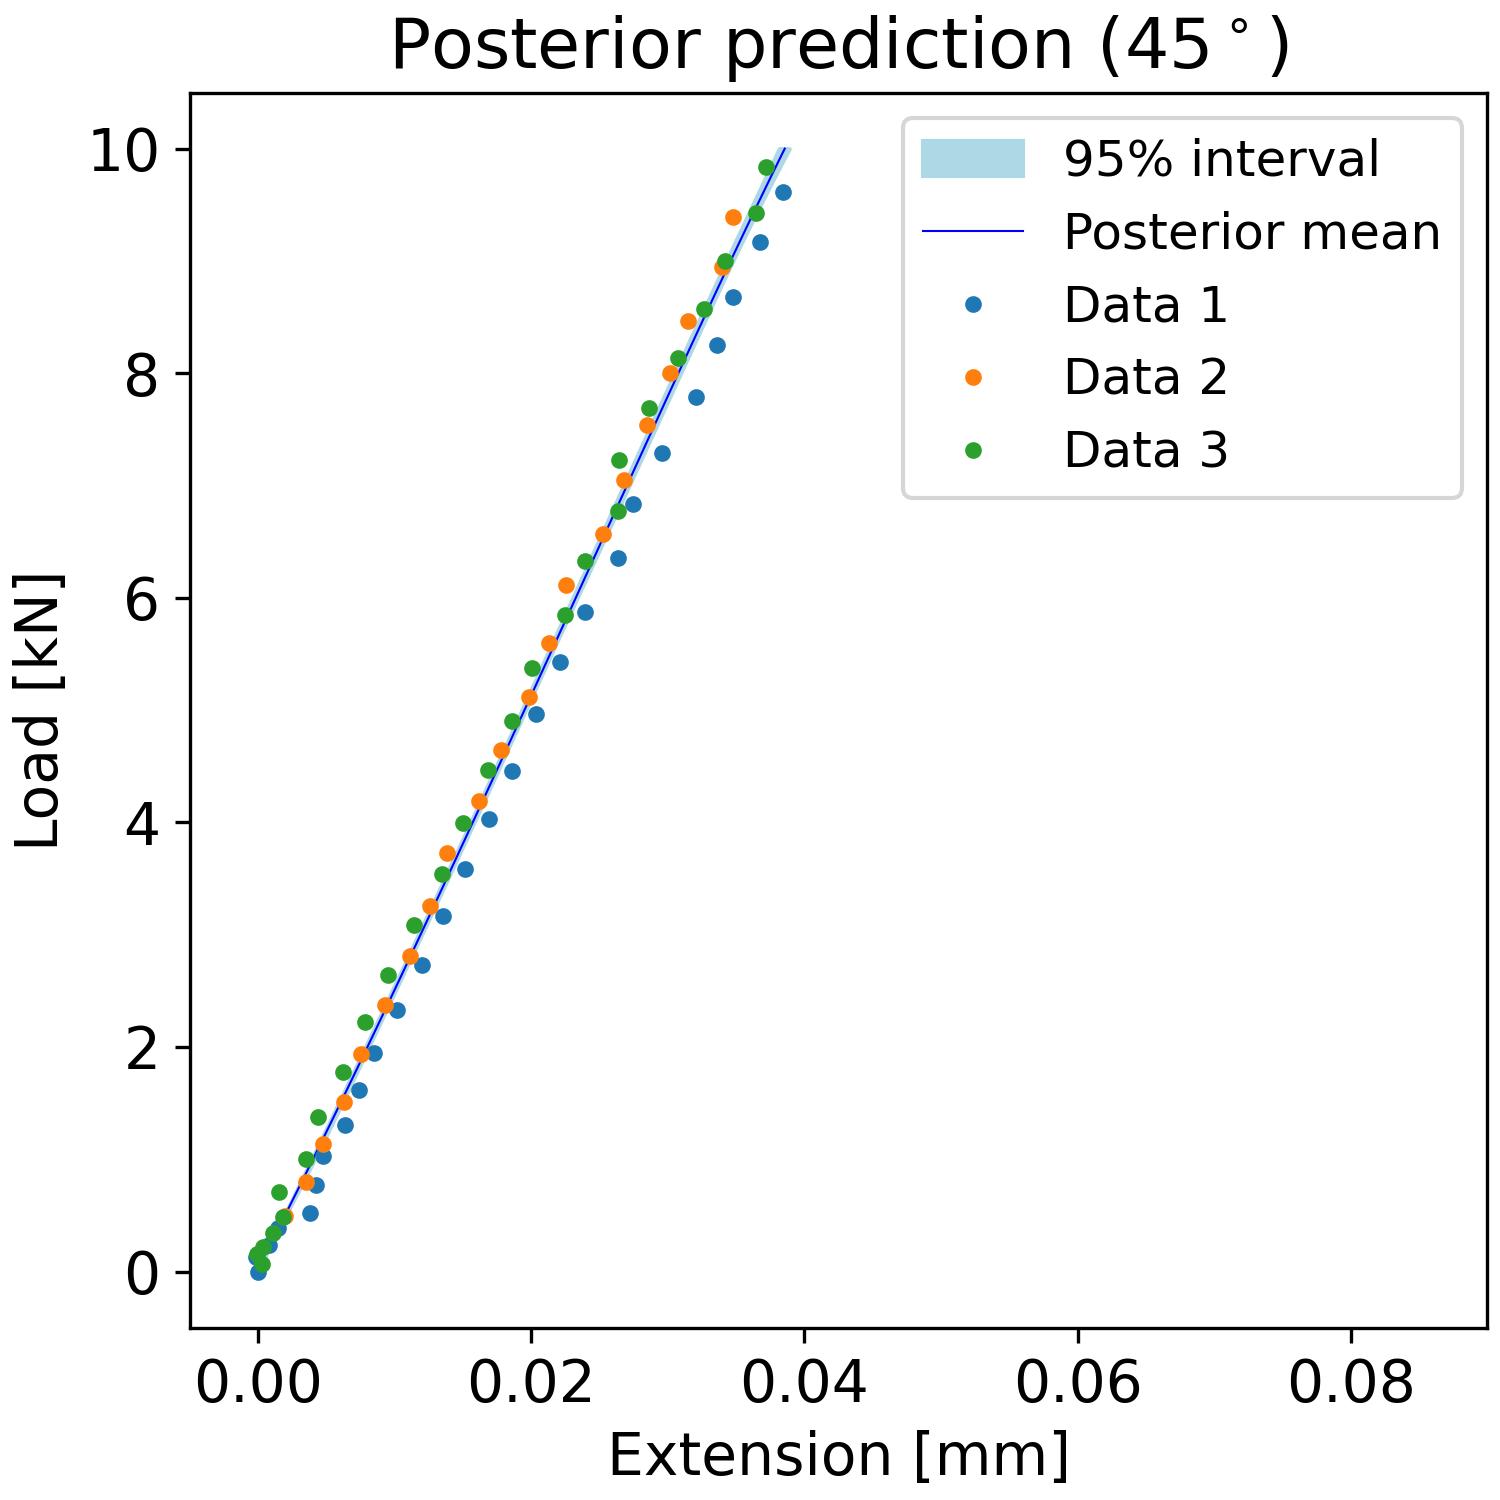 Posterior prediction (45°)
95% interval
Posterior mean
Data 1
Data 2
Data 3
10
8
6
4
2
0
Load [kN]
0.00 0.02 0.04 0.06 0.08
Extension [mm]